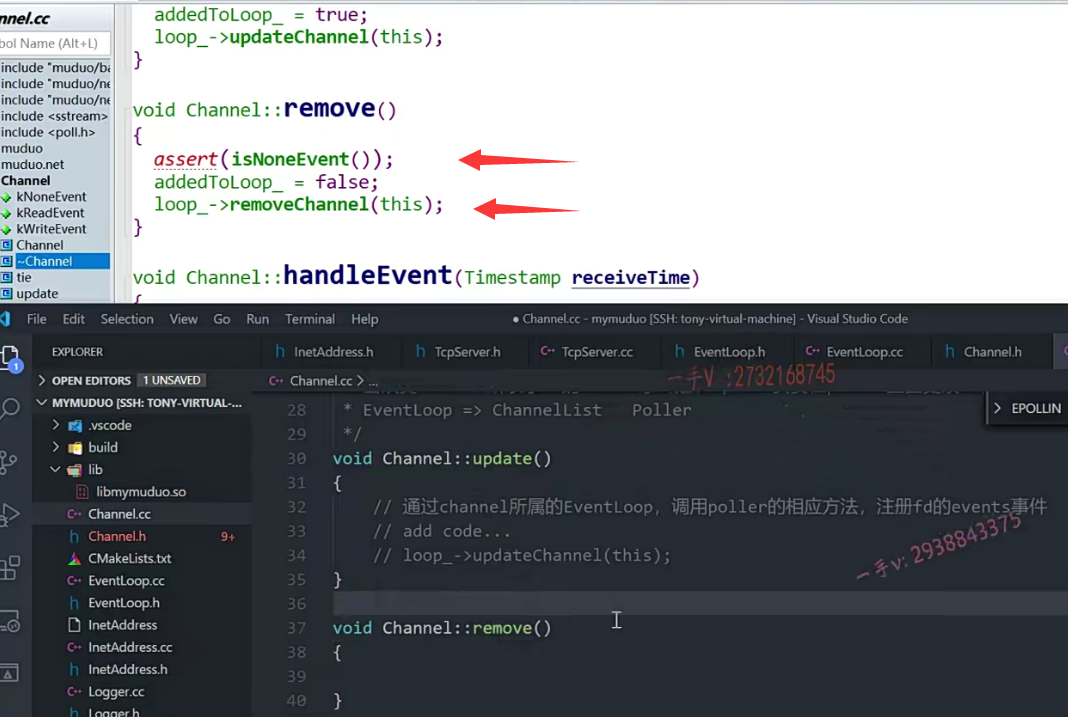 nnel.cc
bol Name (Alt+L)
include "muduo/ba
include "muduo/ne
include "muduo/ne
include <sstream>
include <poll.h>
muduo
muduo.net
Channel
kNoneEvent
kReadEvent
kWriteEvent
Channel
~Channel
tie
update
addedToLoop_ = true;
loop_->updateChannel(this);
}
void Channel::remove()
{
assert(isNoneEvent());
addedToLoop_ = false;
loop_->removeChannel(this);
}
void Channel::handleEvent(Timestamp receiveTime)
{
File Edit Selection View Go Run Terminal Help
● Channel.cc - mymuduo [SSH: tony-virtual-machine] - Visual Studio Code
EXPLORER
OPEN EDITORS 1 UNSAVED
MYMUDUO [SSH: TONY-VIRTUAL-...
.vscode
build
lib
libmymuduo.so
Channel.cc
Channel.h 9+
CMakeLists.txt
EventLoop.cc
EventLoop.h
InetAddress
InetAddress.cc
InetAddress.h
Logger.cc
Logger.h
1
h InetAddress.h h TcpServer.h C++ TcpServer.cc h EventLoop.h C++ EventLoop.cc h Channel.h
C++ Channel.cc > ...
一手V :2732168745
> EPOLLIN
28 * EventLoop => ChannelList Poller
29 */
30 void Channel::update()
31 {
32 // 通过channel所属的EventLoop，调用poller的相应方法，注册fd的events事件
33 // add code...
34 // loop_->updateChannel(this);
35 }
36
37 void Channel::remove()
38 {
39
40 }
一手v: 2938843375